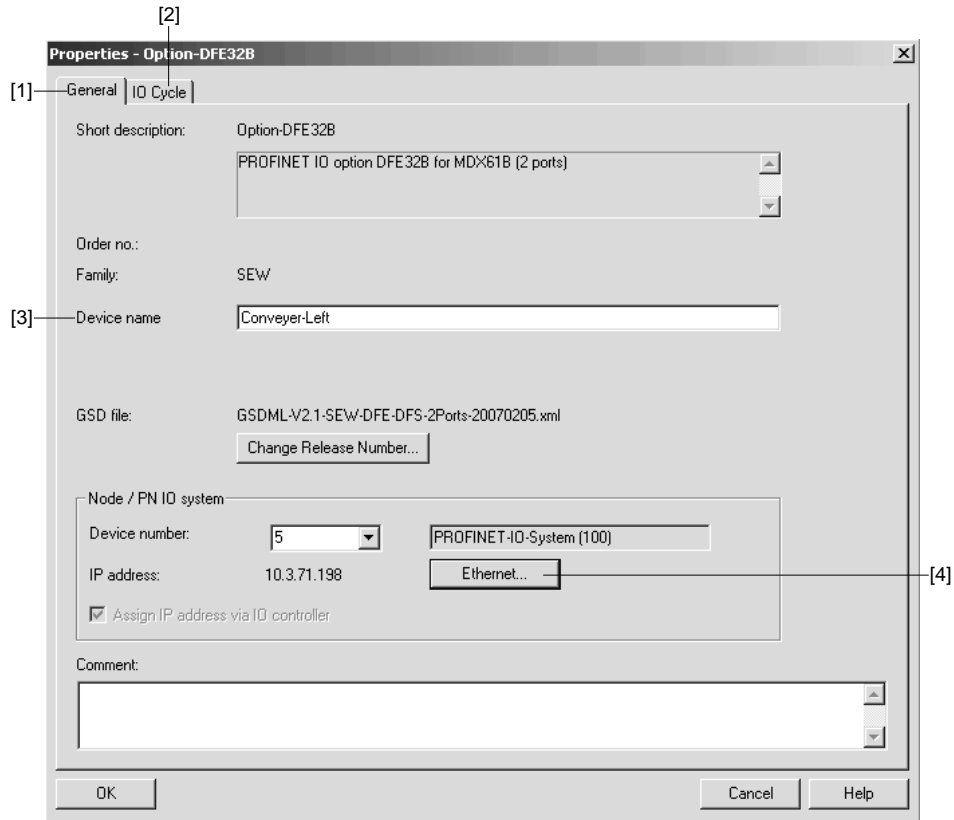 [2]
Properties - Option-DFE32B
[1] General IO Cycle
Short description: Option-DFE32B
PROFINET IO option DFE32B for MDX61B (2 ports)
Order no.:
Family: SEW
[3] Device name Conveyer-Left
GSD file: GSDML-V2.1-SEW-DFE-DFS-2Ports-20070205.xml
Change Release Number...
Node / PN IO system
Device number: 5 PROFINET-IO-System (100)
IP address: 10.3.71.198 Ethernet... [4]
Assign IP address via IO controller
Comment:
OK Cancel Help